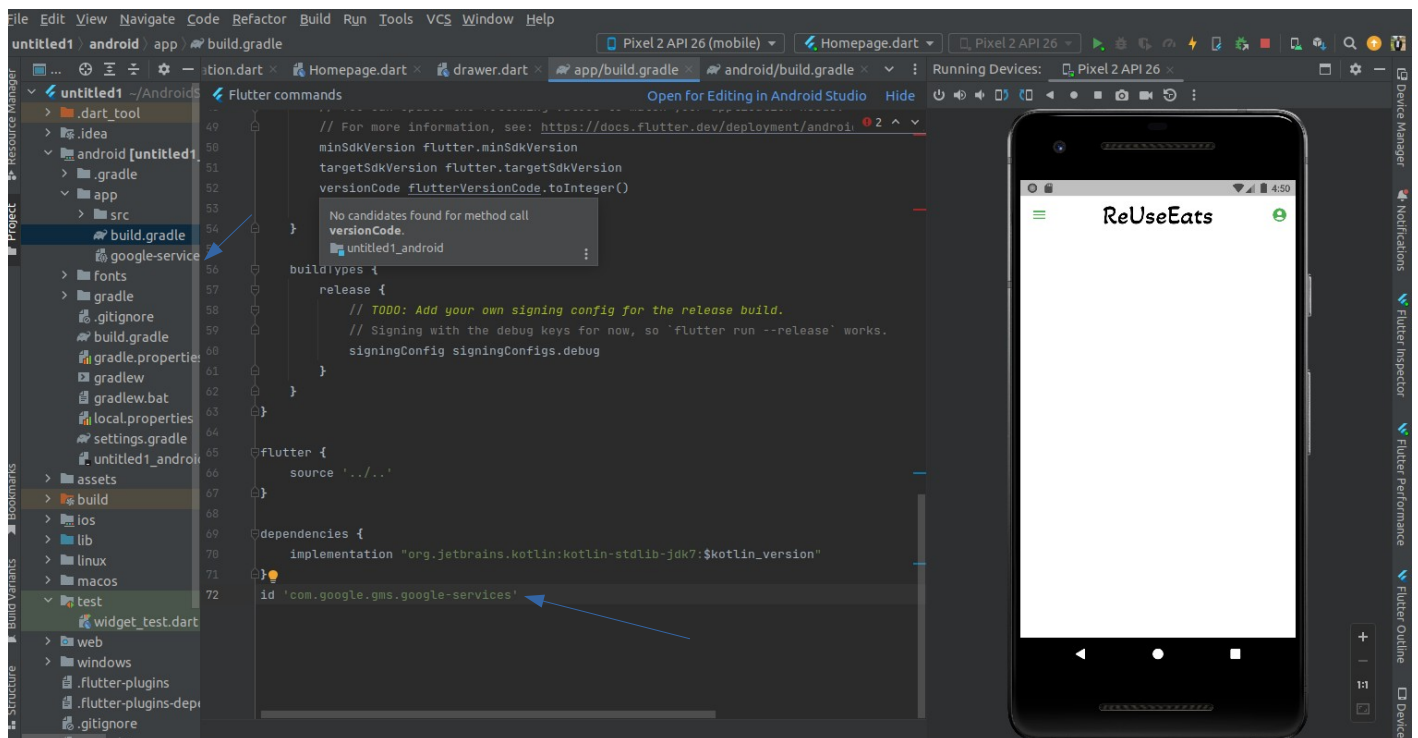 File Edit View Navigate Code Refactor Build Run Tools VCS Window Help
untitled1 android app build.gradle Pixel 2 API 26 (mobile) Homepage.dart Pixel 2 API 26
ation.dart Homepage.dart drawer.dart app/build.gradle android/build.gradle Running Devices: Pixel 2 API 26
untitled1 ~/AndroidS
.dart_tool
.idea
android [untitled1_
.gradle
app
src
build.gradle
google-service
fonts
gradle
.gitignore
build.gradle
gradle.propertie
gradlew
gradlew.bat
local.properties
settings.gradle
untitled1_androi
assets
build
ios
lib
linux
macos
test
widget_test.dart
web
windows
.flutter-plugins
.flutter-plugins-depe
.gitignore
Resource Manager
Project
Bookmarks
Build Variants
Structure
Flutter commands Open for Editing in Android Studio Hide
2
49 // For more information, see: https://docs.flutter.dev/deployment/androi
50 minSdkVersion flutter.minSdkVersion
51 targetSdkVersion flutter.targetSdkVersion
52 versionCode flutterVersionCode.toInteger()
53
No candidates found for method call
versionCode.
untitled1_android
54 }
56 buildTypes {
57 release {
58 // TODO: Add your own signing config for the release build.
59 // Signing with the debug keys for now, so `flutter run --release` works.
60 signingConfig signingConfigs.debug
61 }
62 }
63 }
64
65 flutter {
66 source '../..'
67 }
68
69 dependencies {
70 implementation "org.jetbrains.kotlin:kotlin-stdlib-jdk7:$kotlin_version"
71 }
72 id 'com.google.gms.google-services'
4:50
ReUseEats
1:1
Device Manager
Notifications
Flutter Inspector
Flutter Performance
Flutter Outline
Device